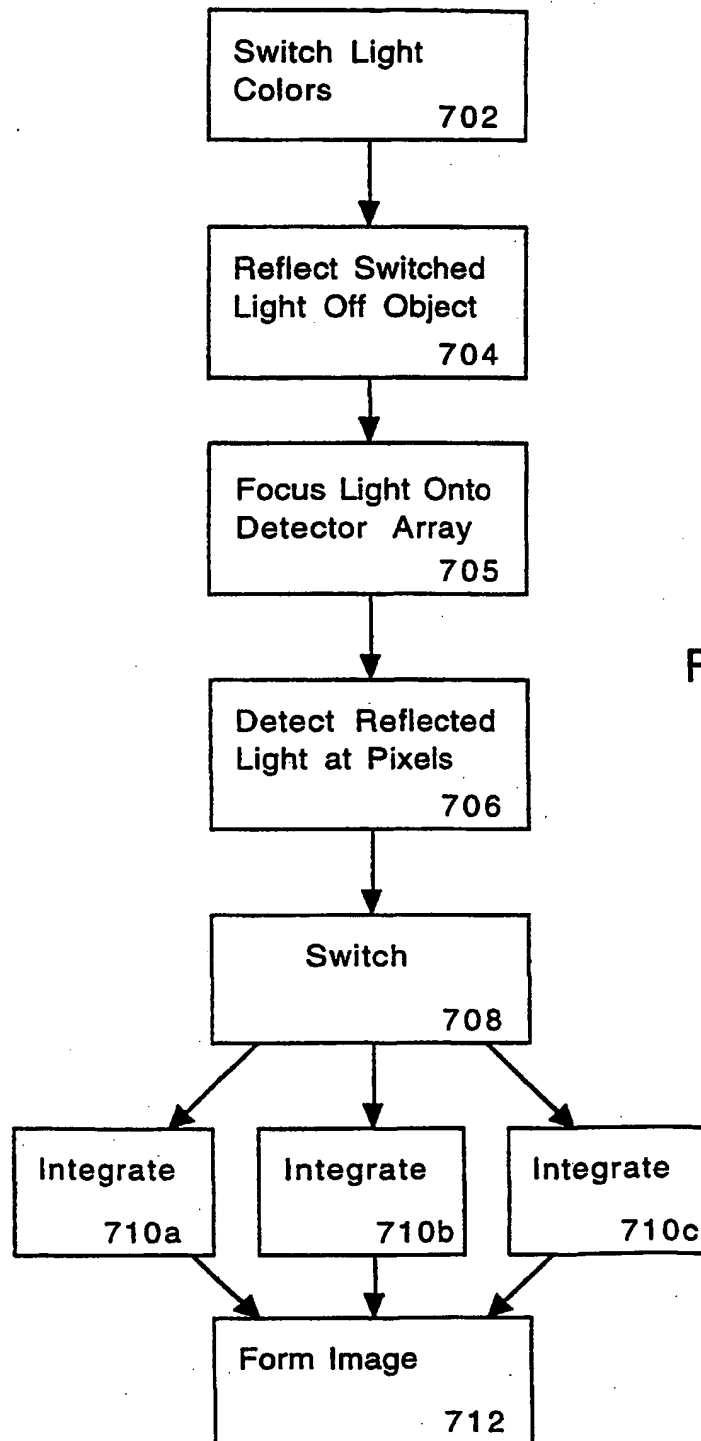 Switch Light
Colors
702
Reflect Switched
Light Off Object
704
Focus Light Onto
Detector Array
705
Detect Reflected
Light at Pixels
706
Switch
708
Integrate
710a
Integrate
710b
Integrate
710c
Form Image
712